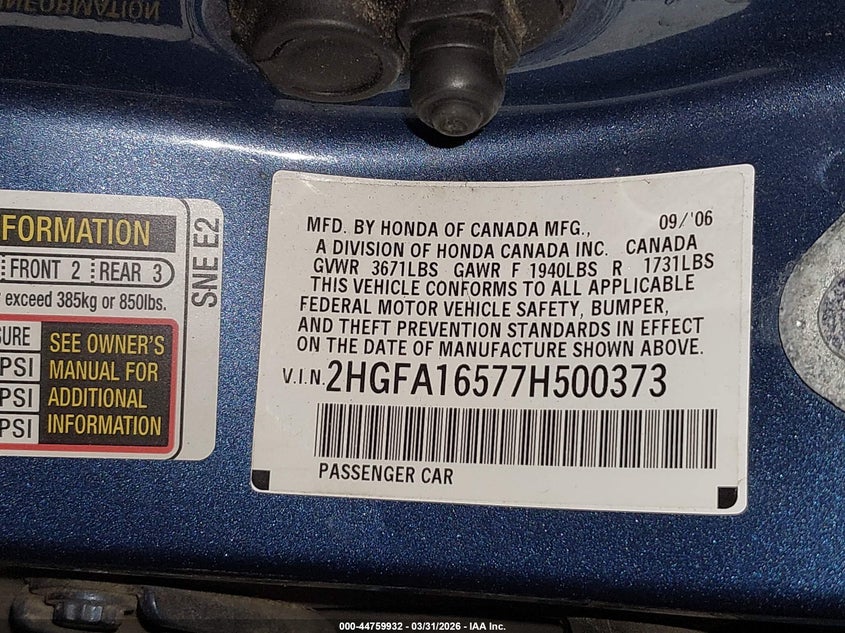 INFORMATION
FORMATION
FRONT 2 REAR 3
exceed 385kg or 850lbs.
SURE
PSI
PSI
PSI
SEE OWNER'S
MANUAL FOR
ADDITIONAL
INFORMATION
SNE E2
MFD. BY HONDA OF CANADA MFG., 09/'06
A DIVISION OF HONDA CANADA INC. CANADA
GVWR 3671LBS GAWR F 1940LBS R 1731LBS
THIS VEHICLE CONFORMS TO ALL APPLICABLE
FEDERAL MOTOR VEHICLE SAFETY, BUMPER,
AND THEFT PREVENTION STANDARDS IN EFFECT
ON THE DATE OF MANUFACTURE SHOWN ABOVE.
V.I.N. 2HGFA16577H500373
PASSENGER CAR
000-44759932 - 03/31/2026 - IAA Inc.